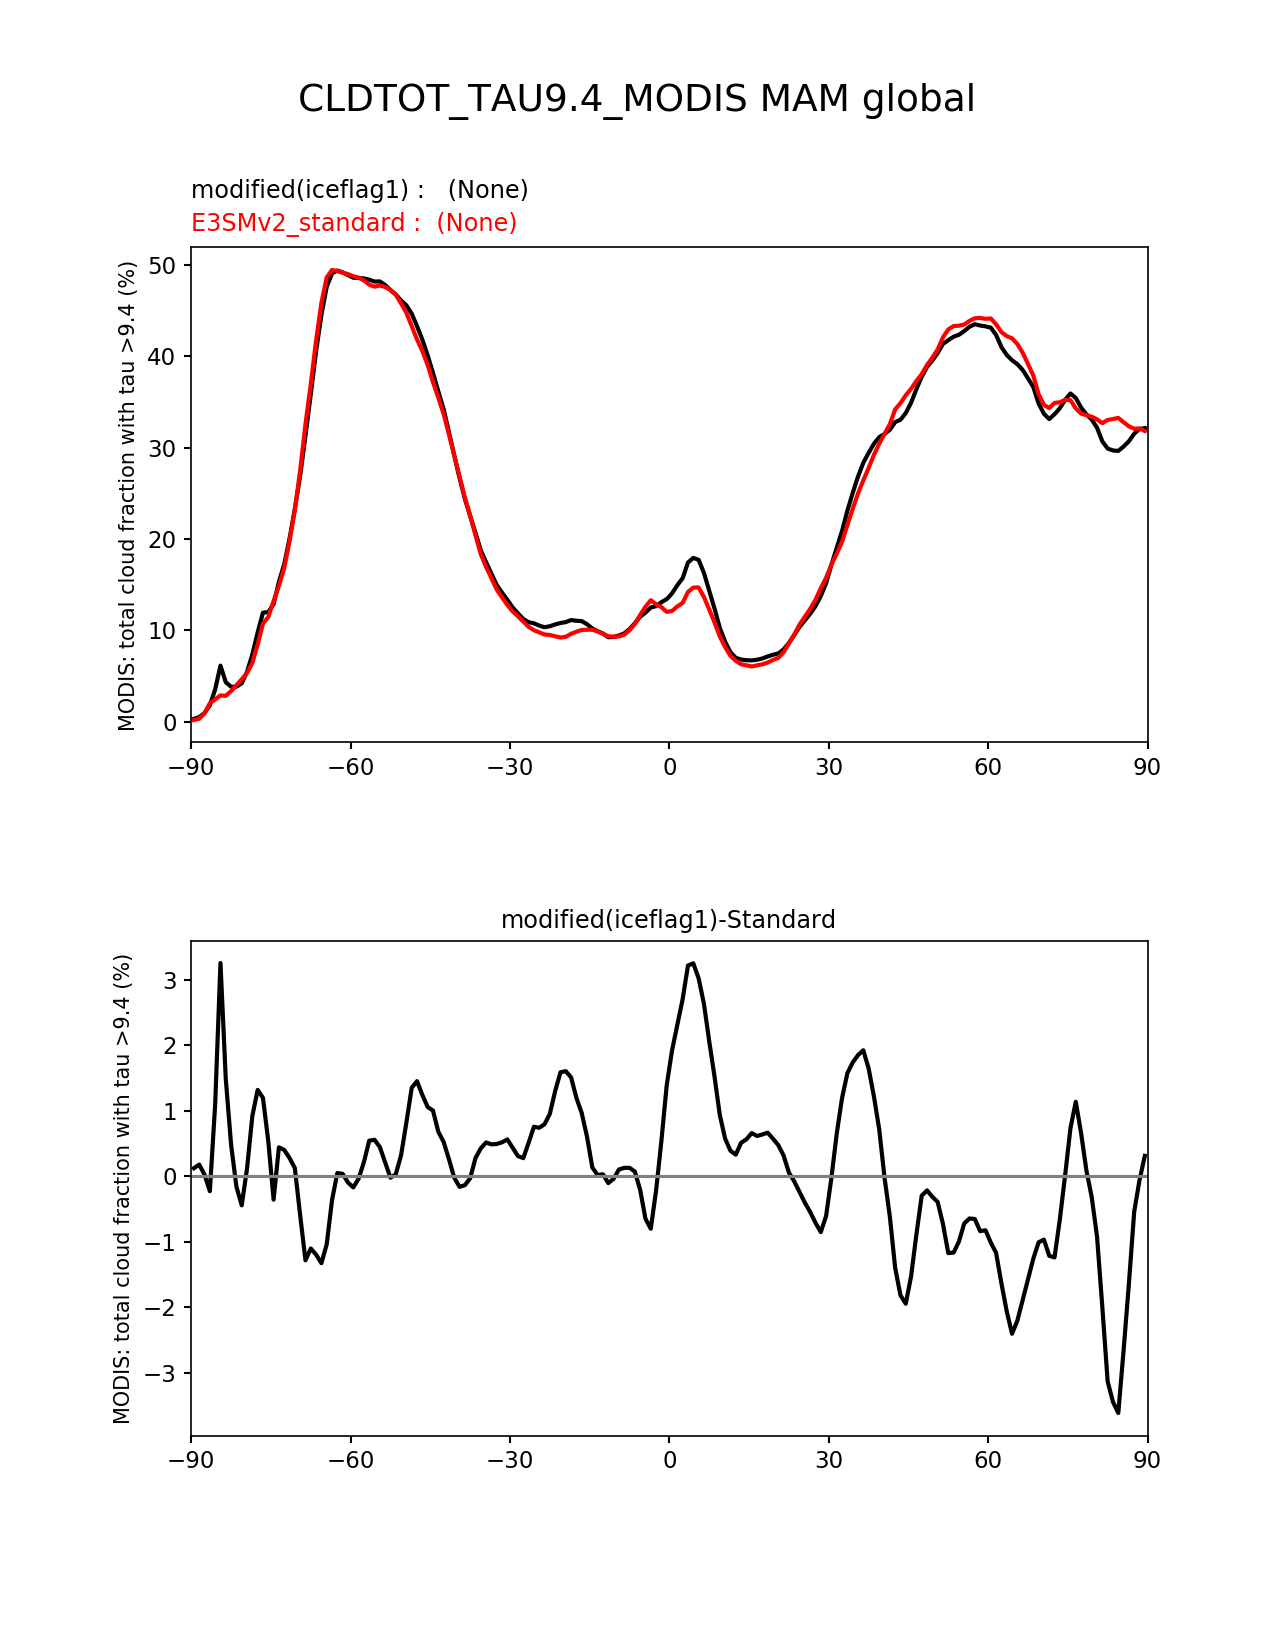 CLDTOT_TAU9.4_MODIS MAM global
modified(iceflag1) :   (None)
E3SMv2_standard :  (None)
MODIS: total cloud fraction with tau >9.4 (%)
50
40
30
20
10
0
−90 −60 −30 0 30 60 90
modified(iceflag1)-Standard
MODIS: total cloud fraction with tau >9.4 (%)
3
2
1
0
−1
−2
−3
−90 −60 −30 0 30 60 90